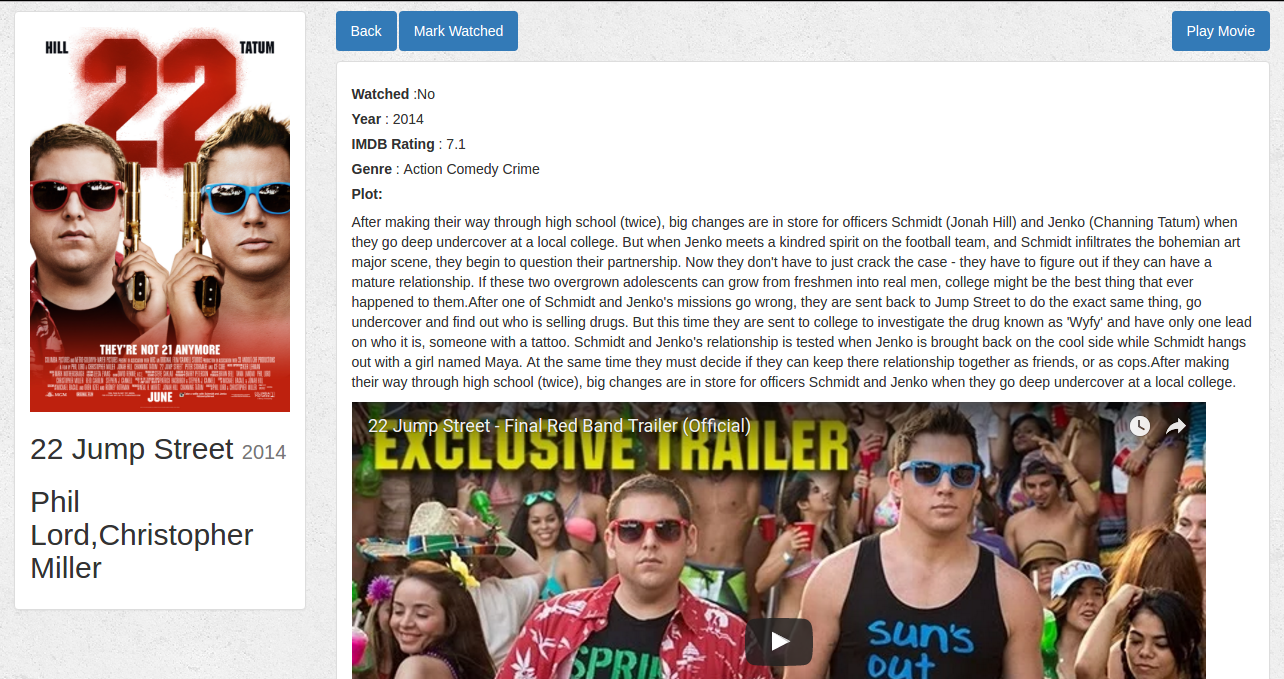 HILL
TATUM
22
THEY'RE NOT 21 ANYMORE
JUNE
22 Jump Street 2014
Phil
Lord,Christopher
Miller
Back
Mark Watched
Play Movie
Watched :No
Year : 2014
IMDB Rating : 7.1
Genre : Action Comedy Crime
Plot:
After making their way through high school (twice), big changes are in store for officers Schmidt (Jonah Hill) and Jenko (Channing Tatum) when
they go deep undercover at a local college. But when Jenko meets a kindred spirit on the football team, and Schmidt infiltrates the bohemian art
major scene, they begin to question their partnership. Now they don't have to just crack the case - they have to figure out if they can have a
mature relationship. If these two overgrown adolescents can grow from freshmen into real men, college might be the best thing that ever
happened to them.After one of Schmidt and Jenko's missions go wrong, they are sent back to Jump Street to do the exact same thing, go
undercover and find out who is selling drugs. But this time they are sent to college to investigate the drug known as 'Wyfy' and have only one lead
on who it is, someone with a tattoo. Schmidt and Jenko's relationship is tested when Jenko is brought back on the cool side while Schmidt hangs
out with a girl named Maya. At the same time they must decide if they can keep there relationship together as friends, or as cops.After making
their way through high school (twice), big changes are in store for officers Schmidt and Jenko when they go deep undercover at a local college.
22 Jump Street - Final Red Band Trailer (Official)
EXCLUSIVE TRAILER
SPRI
sun's
out